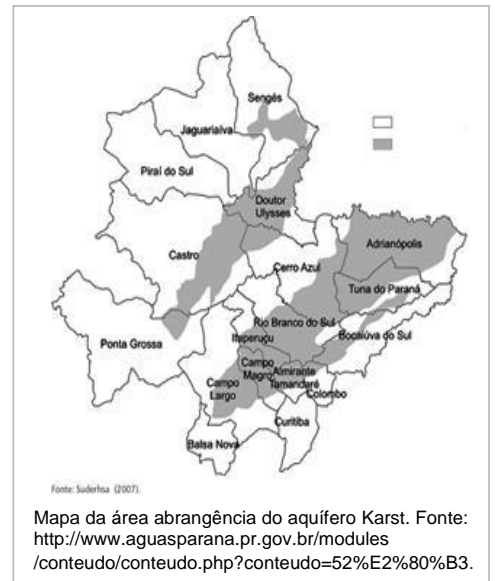 Sengés
Jaguariaíva
Piraí do Sul
Doutor
Ulysses
Adrianópolis
Castro
Cerro Azul
Tuna do Paraná
Rio Branco do Sul
Bocaiúva do Sul
Itaperuçu
Ponta Grossa
Campo
Magro
Almirante
Tamandaré
Campo
Largo
Colombo
Curitiba
Balsa Nova
Fonte: Suderhsa (2007).
Mapa da área abrangência do aquífero Karst. Fonte:
http://www.aguasparana.pr.gov.br/modules
/conteudo/conteudo.php?conteudo=52%E2%80%B3.